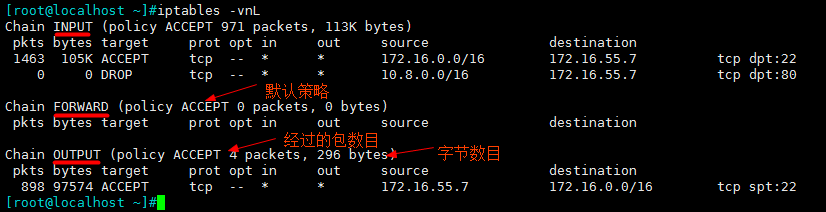 [root@localhost ~]#iptables -vnL
Chain INPUT (policy ACCEPT 971 packets, 113K bytes)
pkts bytes target prot opt in out source destination
1463 105K ACCEPT tcp -- * * 172.16.0.0/16 172.16.55.7 tcp dpt:22
0 0 DROP tcp -- * * 10.8.0.0/16 172.16.55.7 tcp dpt:80
默认策略
Chain FORWARD (policy ACCEPT 0 packets, 0 bytes)
pkts bytes target prot opt in out source destination
经过的包数目
字节数目
Chain OUTPUT (policy ACCEPT 4 packets, 296 bytes)
pkts bytes target prot opt in out source destination
898 97574 ACCEPT tcp -- * * 172.16.55.7 172.16.0.0/16 tcp spt:22
[root@localhost ~]#